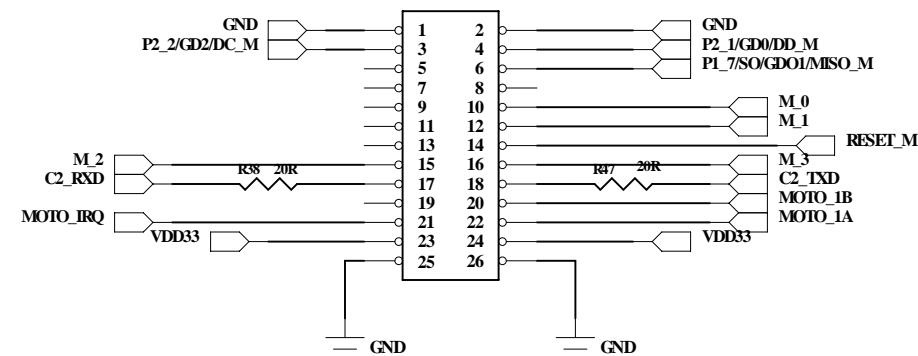 GND 1 2 GND
P2_2/GD2/DC_M 3 4 P2_1/GD0/DD_M
5 6 P1_7/SO/GDO1/MISO_M
7 8
9 10 M_0
11 12 M_1
13 14 RESET_M
M_2 15 16 M_3
C2_RXD R38 20R 17 18 R47 20R C2_TXD
19 20 MOTO_1B
MOTO_IRQ 21 22 MOTO_1A
VDD33 23 24 VDD33
25 26
GND GND